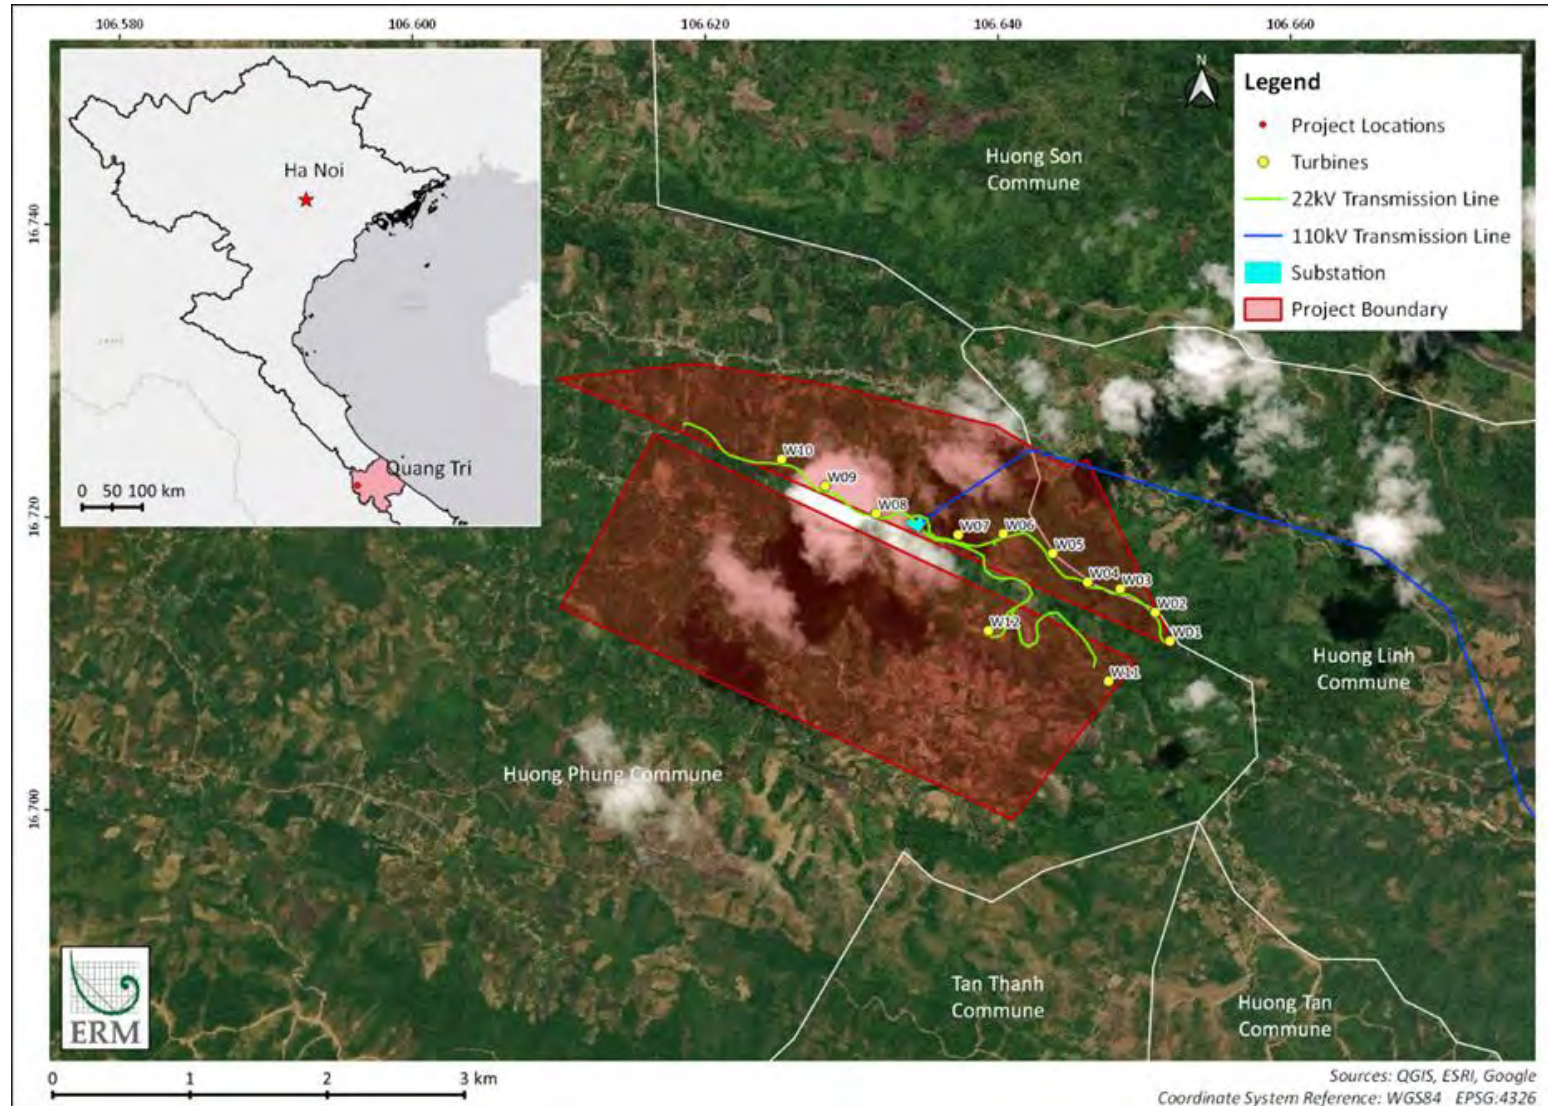 106.580
106.600
106.620
106.640
106.660
16.740
16.720
16.700
Ha Noi
Quang Tri
0 50 100 km
N
Legend
Project Locations
Turbines
22kV Transmission Line
110kV Transmission Line
Substation
Project Boundary
Huong Son
Commune
W10
W09
W08
W07
W06
W05
W04
W03
W02
W01
W12
W11
Huong Linh
Commune
Huong Phung Commune
Tan Thanh
Commune
Huong Tan
Commune
ERM
0 1 2 3 km
Sources: QGIS, ESRI, Google
Coordinate System Reference: WGS84 EPSG:4326